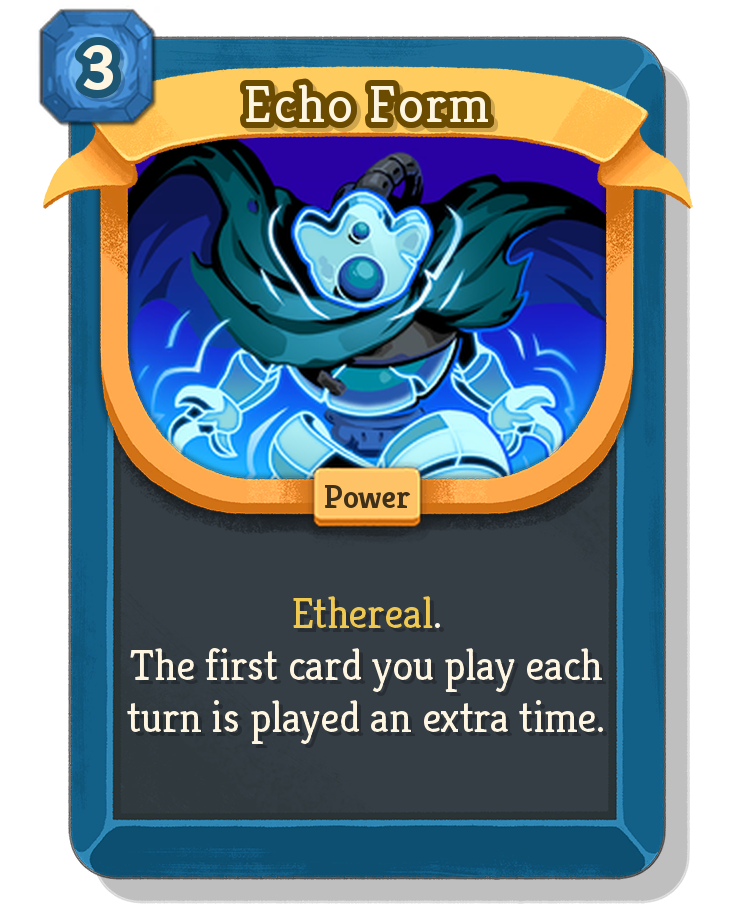 3
Echo Form
Power
Ethereal.
The first card you play each
turn is played an extra time.